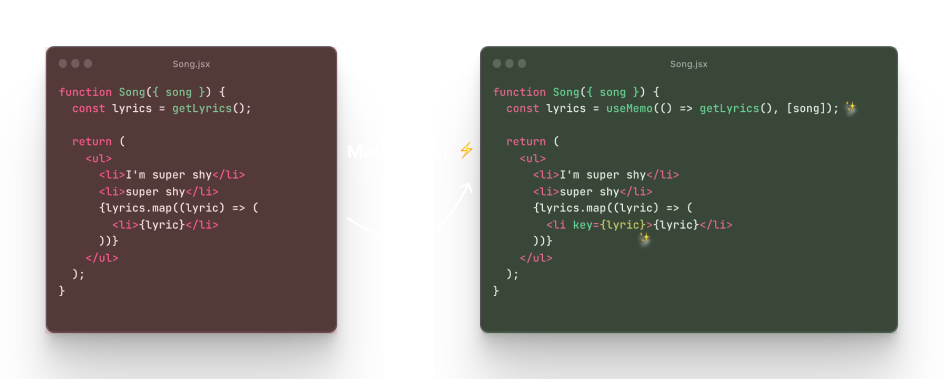 Song.jsx
function Song({ song }) {
  const lyrics = getLyrics();
  return (
    <ul>
      <li>I'm super shy</li>
      <li>super shy</li>
      {lyrics.map((lyric) => (
        <li>{lyric}</li>
      ))}
    </ul>
  );
}
⚡
Song.jsx
function Song({ song }) {
  const lyrics = useMemo(() => getLyrics(), [song]);
  return (
    <ul>
      <li>I'm super shy</li>
      <li>super shy</li>
      {lyrics.map((lyric) => (
        <li key={lyric}>{lyric}</li>
      ))}
    </ul>
  );
}